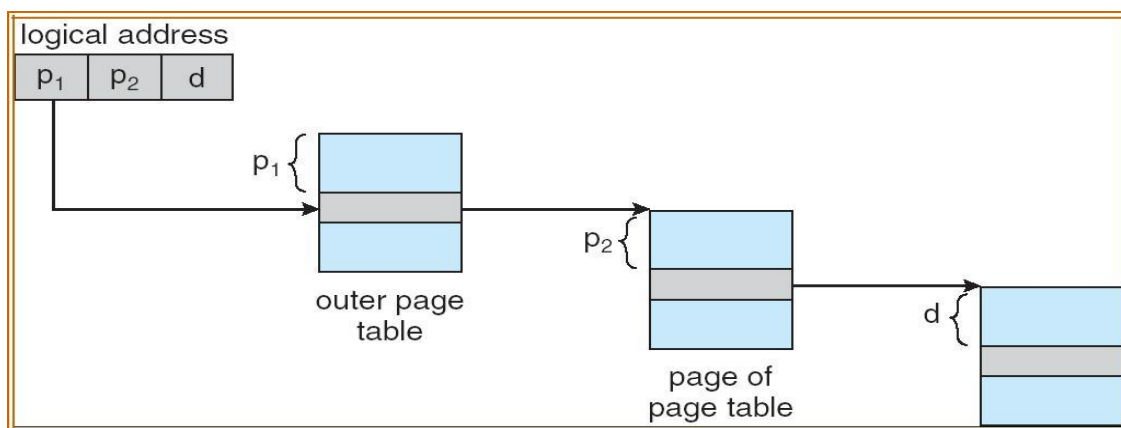 logical address
p₁ p₂ d
p₁
outer page
table
p₂
page of
page table
d